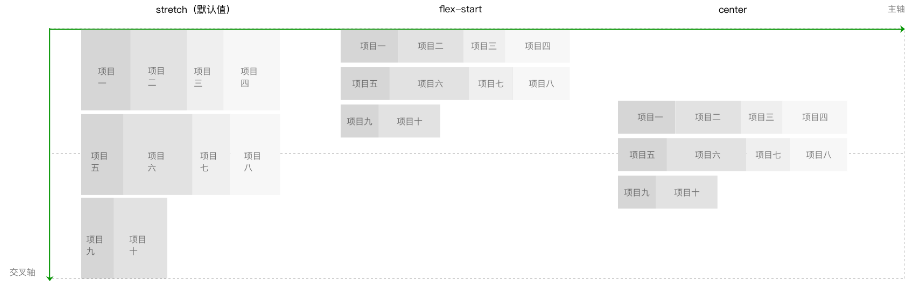 stretch（默认值）
flex-start
center
主轴
项目
一
项目
二
项目
三
项目
四
项目
五
项目
六
项目
七
项目
八
项目
九
项目
十
项目一 项目二 项目三 项目四
项目五 项目六 项目七 项目八
项目九 项目十
项目一 项目二 项目三 项目四
项目五 项目六 项目七 项目八
项目九 项目十
交叉轴